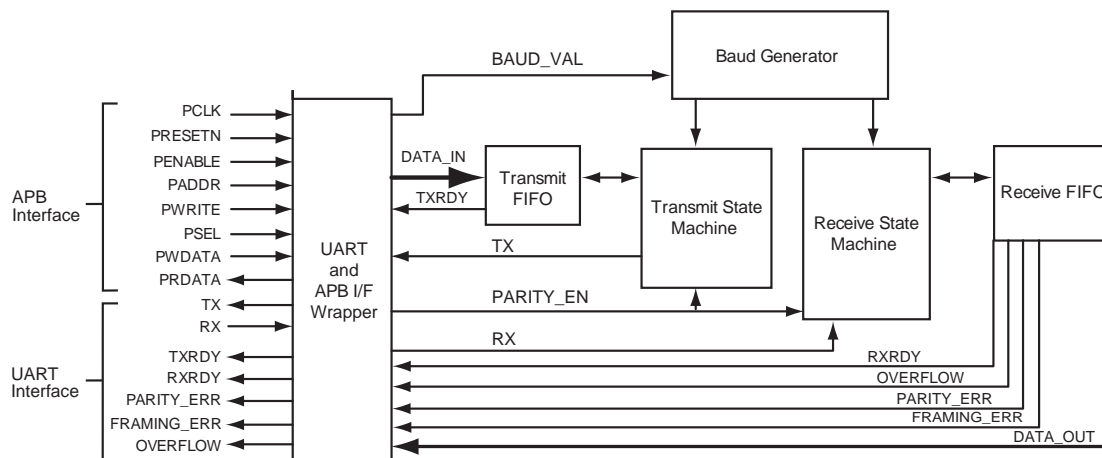 Baud Generator
BAUD_VAL
PCLK
PRESETN
PENABLE
PADDR
PWRITE
PSEL
PWDATA
PRDATA
APB
Interface
TX
RX
TXRDY
RXRDY
PARITY_ERR
FRAMING_ERR
OVERFLOW
UART
Interface
UART
and
APB I/F
Wrapper
DATA_IN
TXRDY
Transmit
FIFO
TX
Transmit State
Machine
Receive State
Machine
Receive FIFO
PARITY_EN
RX
RXRDY
OVERFLOW
PARITY_ERR
FRAMING_ERR
DATA_OUT